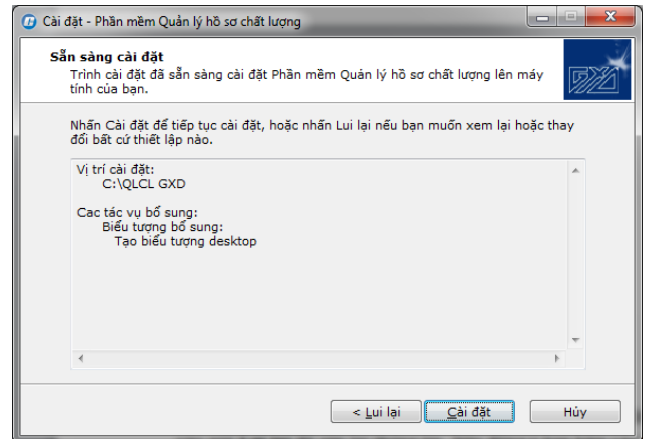 Cài đặt - Phần mềm Quản lý hồ sơ chất lượng
Sẵn sàng cài đặt
Trình cài đặt đã sẵn sàng cài đặt Phần mềm Quản lý hồ sơ chất lượng lên máy
tính của bạn.
GXD
Nhấn Cài đặt để tiếp tục cài đặt, hoặc nhấn Lui lại nếu bạn muốn xem lại hoặc thay
đổi bất cứ thiết lập nào.
Vị trí cài đặt:
C:\QLCL GXD
Cac tác vụ bổ sung:
Biểu tượng bổ sung:
Tạo biểu tượng desktop
< Lui lại
Cài đặt
Hủy